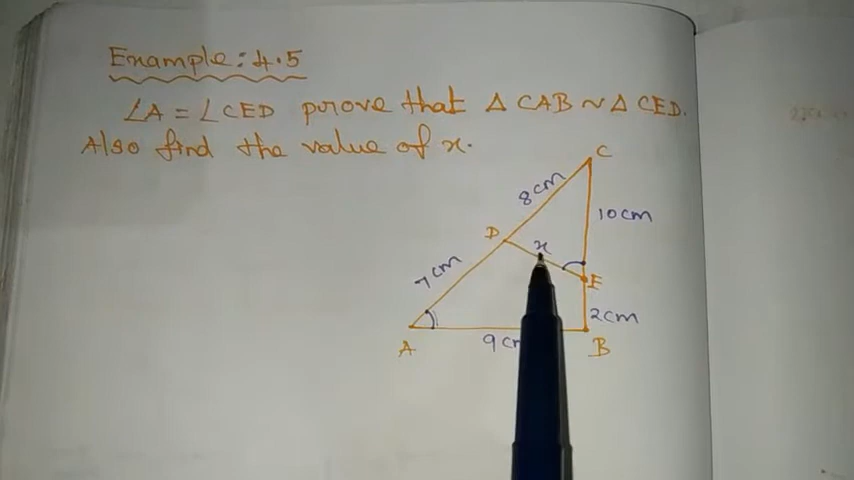 Example: 4.5
∠A = ∠CED prove that Δ CAB ~ Δ CED.
Also find the value of x.
C
8cm
10cm
D
x
7cm
E
2cm
A
B